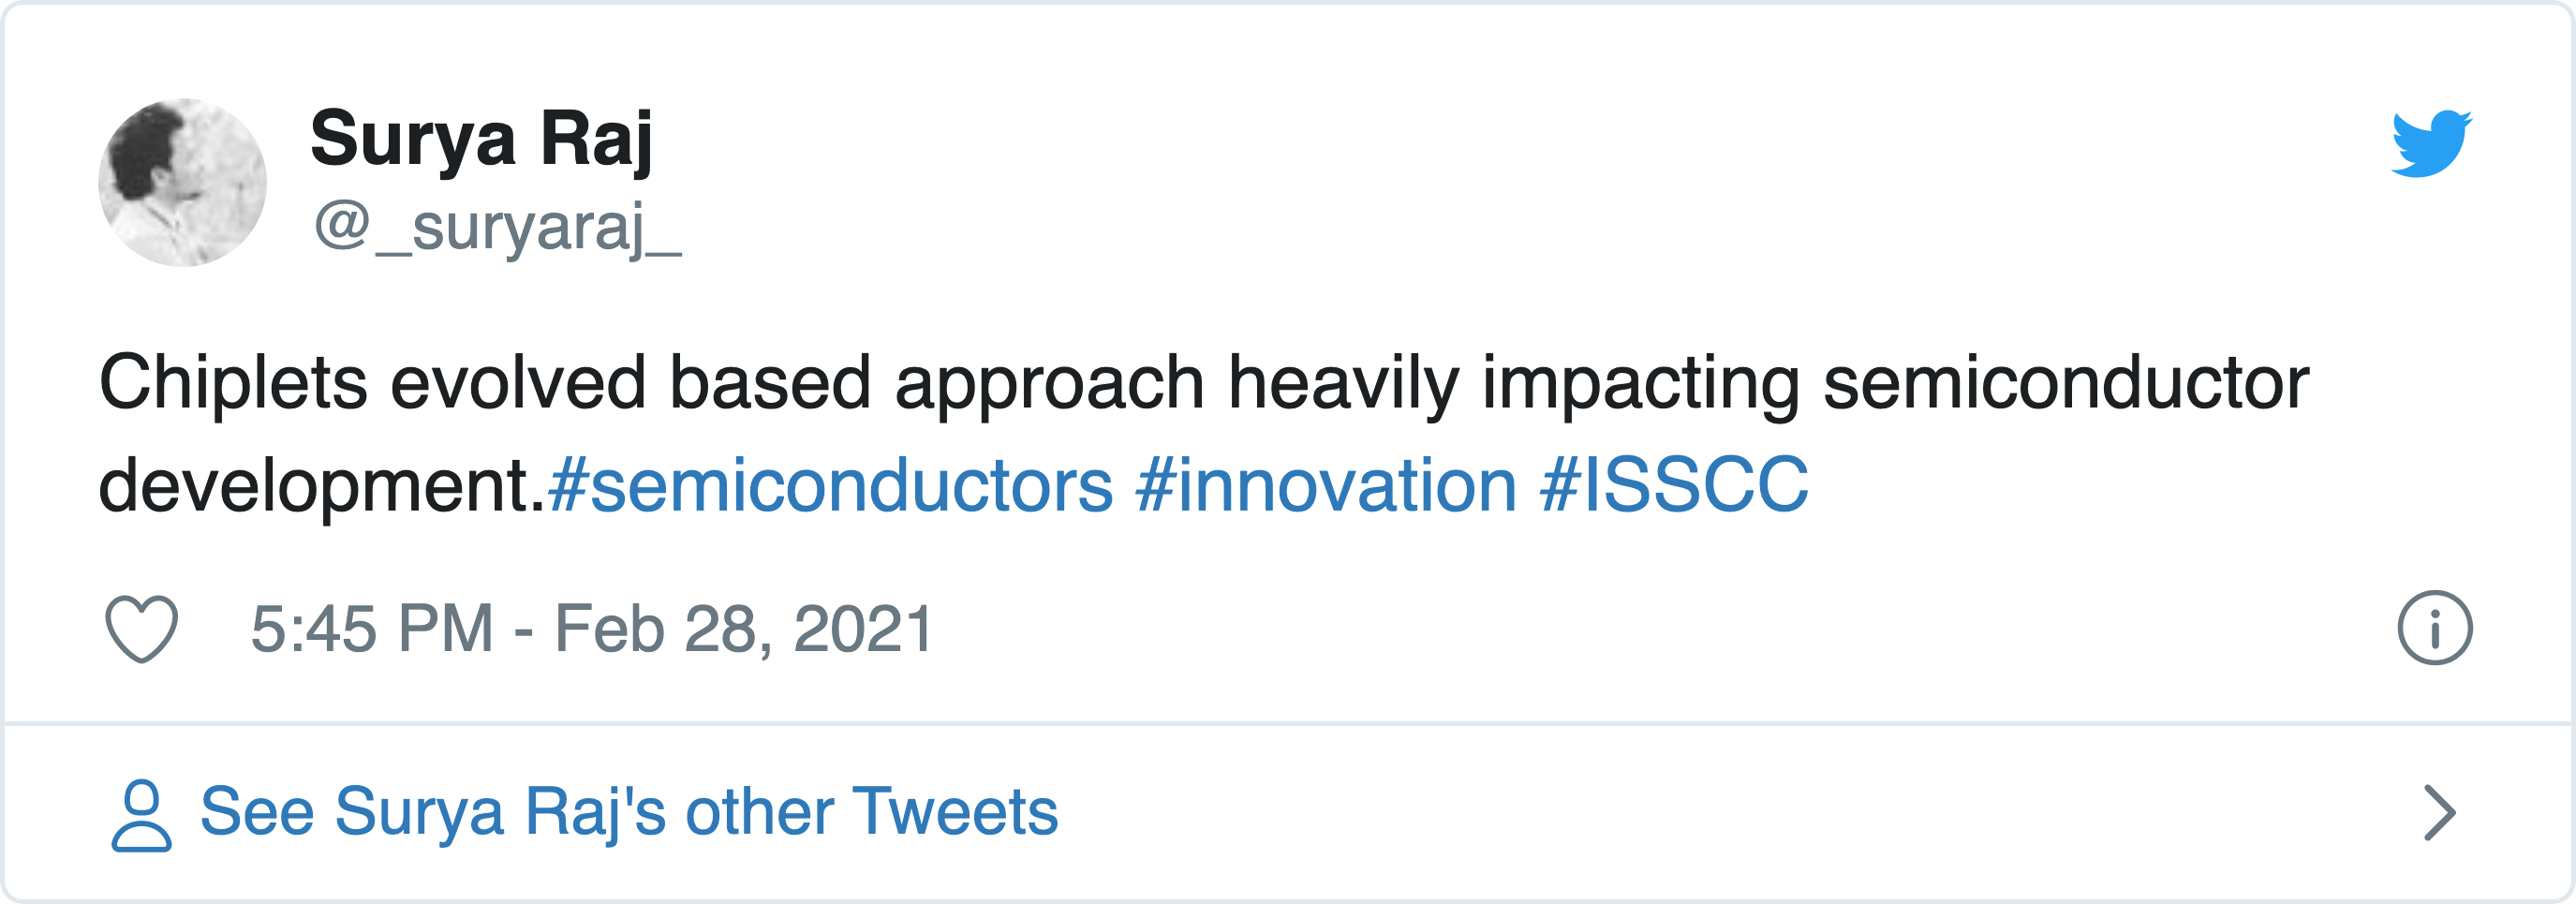 Surya Raj
@_suryaraj_
Chiplets evolved based approach heavily impacting semiconductor
development.#semiconductors #innovation #ISSCC
5:45 PM - Feb 28, 2021
See Surya Raj's other Tweets